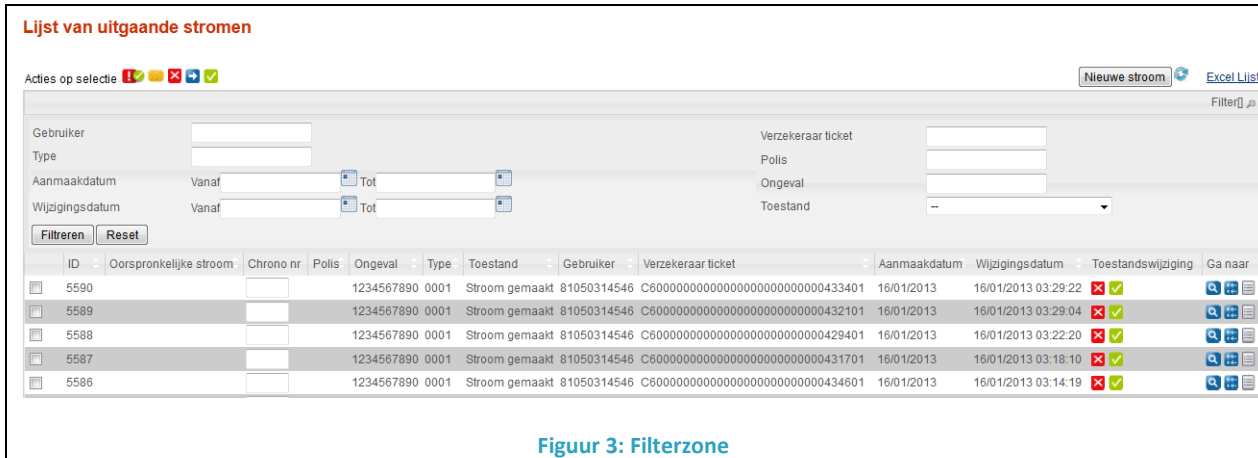 Lijst van uitgaande stromen
Acties op selectie
Nieuwe stroom
Excel Lijst
Filter[]
Gebruiker
Verzekeraar ticket
Type
Polis
Aanmaakdatum Vanaf Tot
Ongeval
Wijzigingsdatum Vanaf Tot
Toestand --
Filtreren Reset
ID Oorspronkelijke stroom Chrono nr Polis Ongeval Type Toestand Gebruiker Verzekeraar ticket Aanmaakdatum Wijzigingsdatum Toestandswijziging Ga naar
5590 1234567890 0001 Stroom gemaakt 81050314546 C6000000000000000000000000433401 16/01/2013 16/01/2013 03:29:22
5589 1234567890 0001 Stroom gemaakt 81050314546 C6000000000000000000000000432101 16/01/2013 16/01/2013 03:29:04
5588 1234567890 0001 Stroom gemaakt 81050314546 C6000000000000000000000000429401 16/01/2013 16/01/2013 03:22:20
5587 1234567890 0001 Stroom gemaakt 81050314546 C6000000000000000000000000431701 16/01/2013 16/01/2013 03:18:10
5586 1234567890 0001 Stroom gemaakt 81050314546 C6000000000000000000000000434601 16/01/2013 16/01/2013 03:14:19
Figuur 3: Filterzone